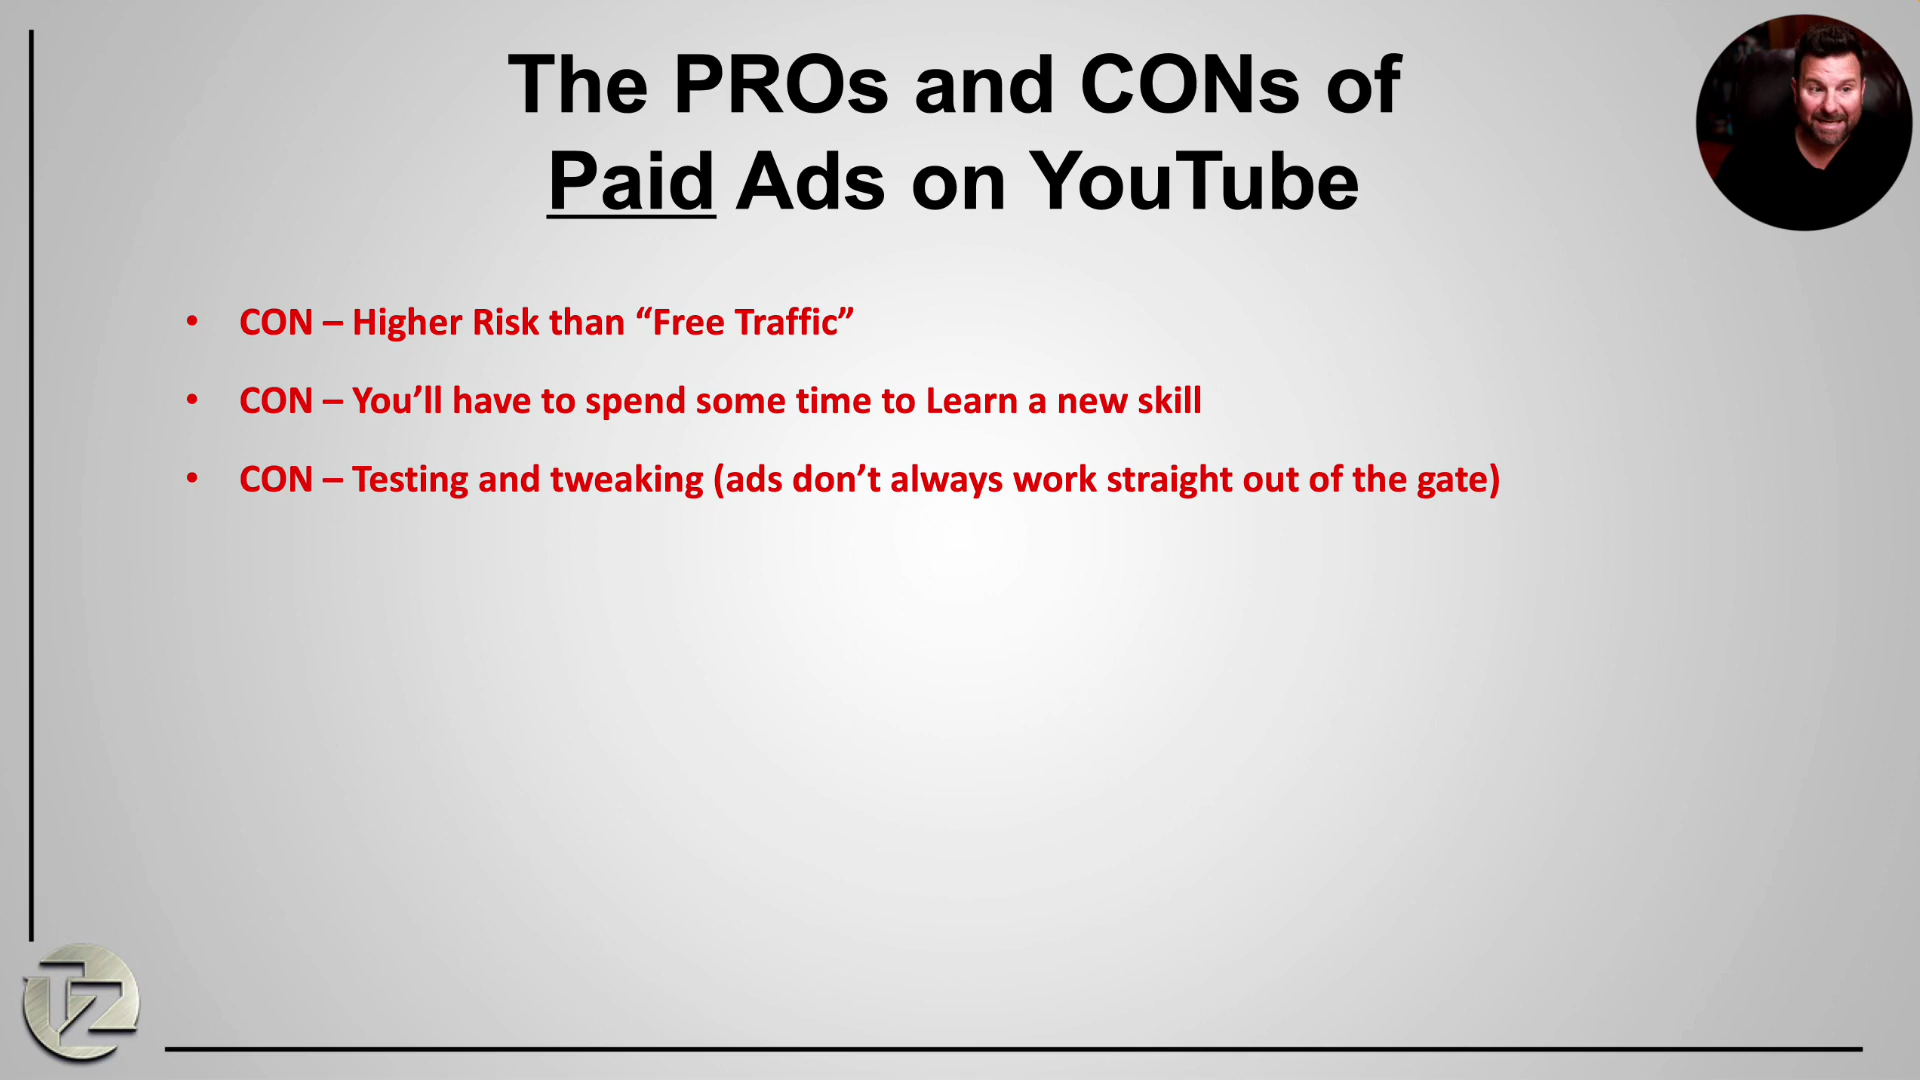 The PROs and CONs of
Paid Ads on YouTube
• CON – Higher Risk than “Free Traffic”
• CON – You’ll have to spend some time to Learn a new skill
• CON – Testing and tweaking (ads don’t always work straight out of the gate)
TZ